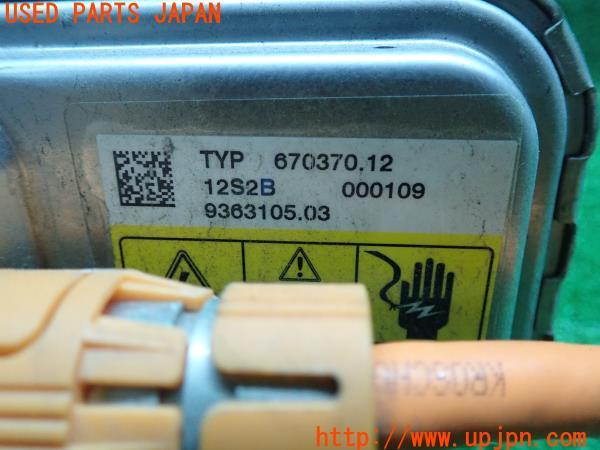 USED PARTS JAPAN
TYP 670370.12
12S2B 000109
9363105.03
http://www.upjpn.com